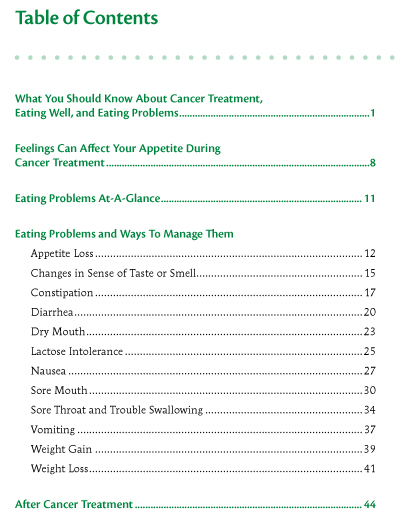 Table of Contents
What You Should Know About Cancer Treatment,
Eating Well, and Eating Problems.......................................................................1
Feelings Can Affect Your Appetite During
Cancer Treatment...................................................................................................8
Eating Problems At-A-Glance........................................................................... 11
Eating Problems and Ways To Manage Them
Appetite Loss.................................................................................................... 12
Changes in Sense of Taste or Smell.............................................................. 15
Constipation..................................................................................................... 17
Diarrhea............................................................................................................. 20
Dry Mouth........................................................................................................ 23
Lactose Intolerance......................................................................................... 25
Nausea............................................................................................................... 27
Sore Mouth....................................................................................................... 30
Sore Throat and Trouble Swallowing.......................................................... 34
Vomiting........................................................................................................... 37
Weight Gain..................................................................................................... 39
Weight Loss....................................................................................................... 41
After Cancer Treatment..................................................................................... 44